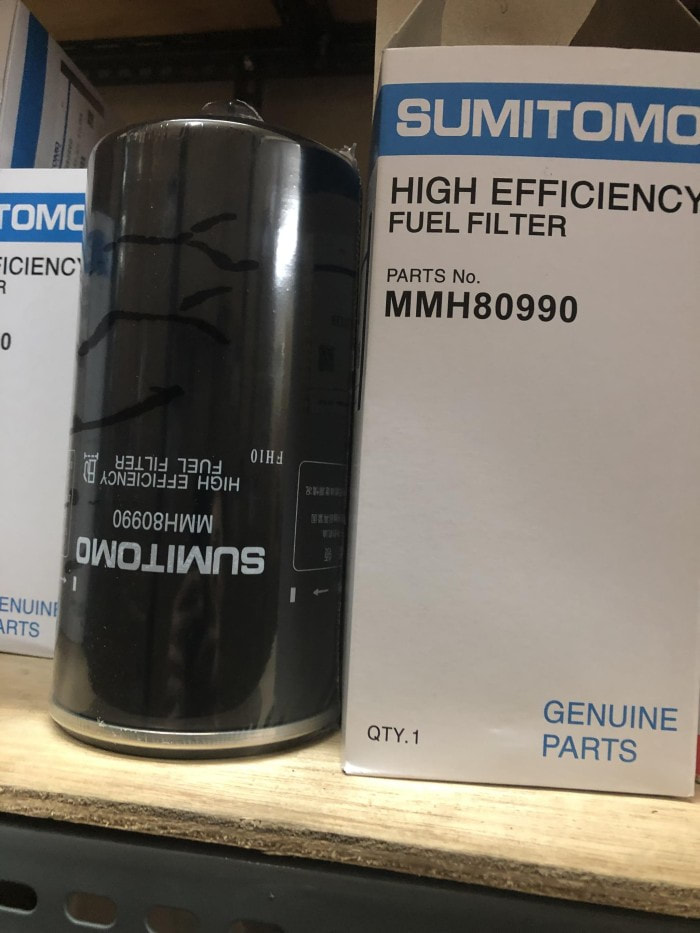 SUMITOMO
HIGH EFFICIENCY
FUEL FILTER
PARTS No.
MMH80990
QTY.1
GENUINE
PARTS
SUMITOMO
MMH80990
HIGH EFFICIENCY
FUEL FILTER
FH10
TOMO
ICIENCY
R
0
ENUINE
ARTS